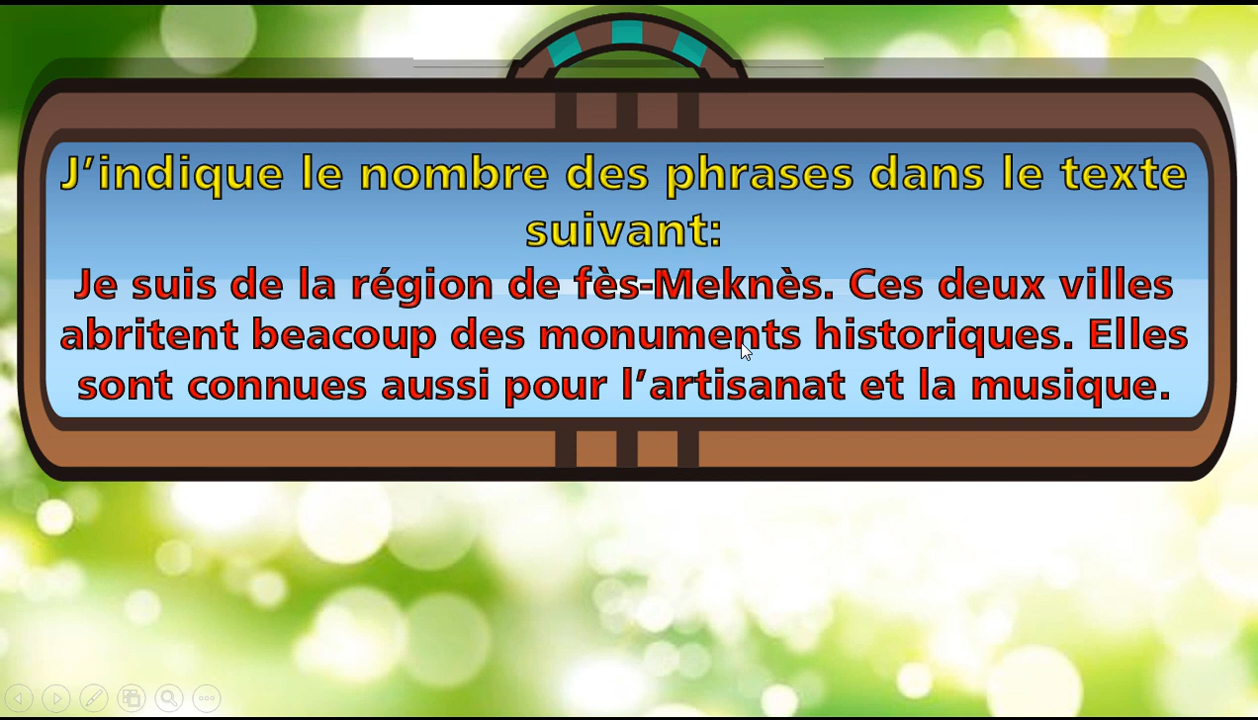 J’indique le nombre des phrases dans le texte
suivant:
Je suis de la région de fès-Meknès. Ces deux villes
abritent beacoup des monuments historiques. Elles
sont connues aussi pour l’artisanat et la musique.